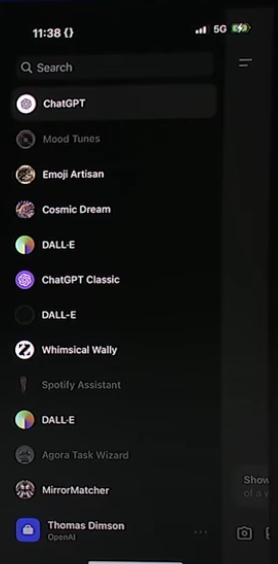 11:38 {}
5G
Search
ChatGPT
Mood Tunes
Emoji Artisan
Cosmic Dream
DALL·E
ChatGPT Classic
DALL-E
Whimsical Wally
Spotify Assistant
DALL·E
Agora Task Wizard
MirrorMatcher
Show
of a v
Thomas Dimson
OpenAI